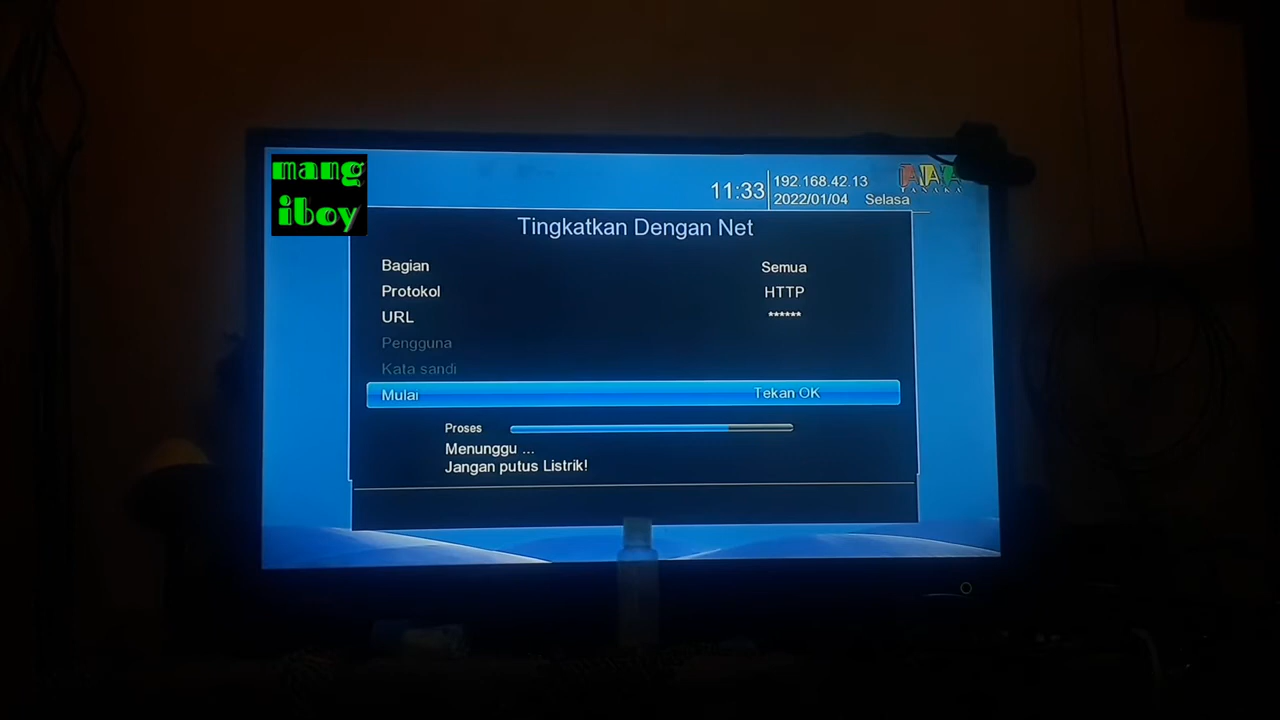 mang
iboy
11:33
192.168.42.13
2022/01/04 Selasa
TANAKA
Tingkatkan Dengan Net
Bagian Semua
Protokol HTTP
URL ******
Pengguna
Kata sandi
Mulai Tekan OK
Proses
Menunggu ...
Jangan putus Listrik!